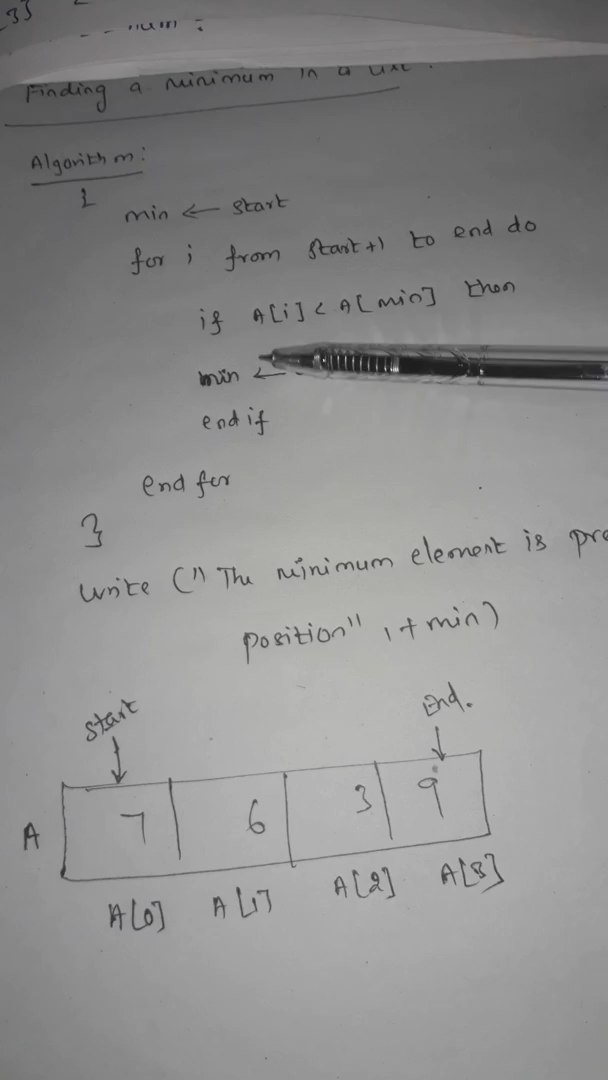 3]
Finding a minimum in a
Algorithm:
{
min ← start
for i from start+1 to end do
if A[i] < A[min] then
min ←
end if
end for
}
write (" The minimum element is
position" 1+ min)
start
End.
A 7 6 3 9
A[0] A[1] A[2] A[3]